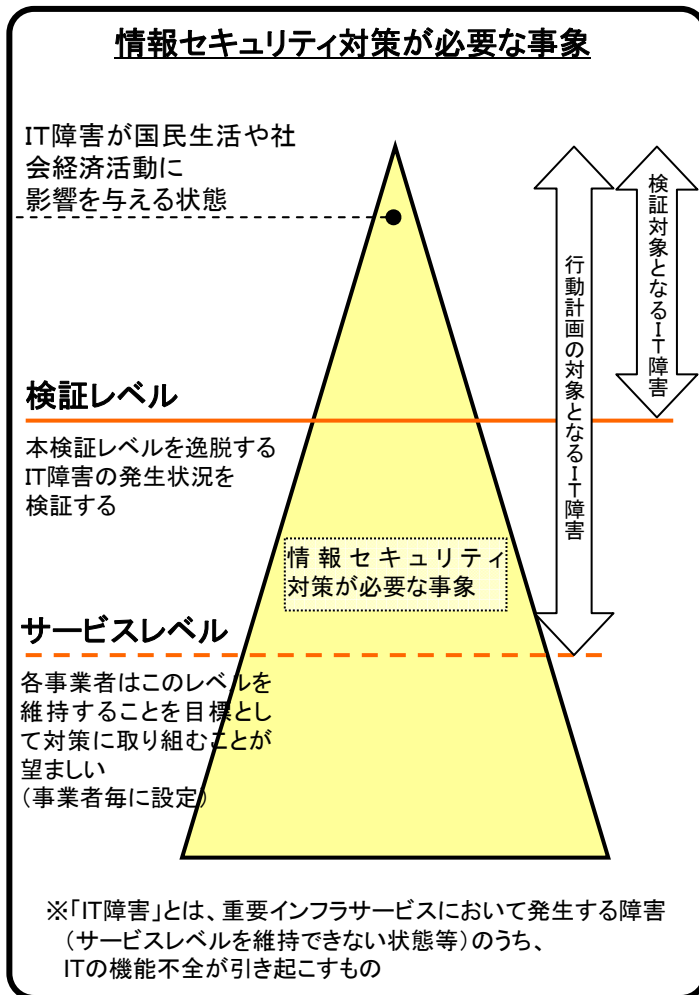 情報セキュリティ対策が必要な事象
IT障害が国民生活や社
会経済活動に
影響を与える状態
検証対象となるIT障害
行動計画の対象となるIT障害
検証レベル
本検証レベルを逸脱する
IT障害の発生状況を
検証する
情報セキュリティ
対策が必要な事象
サービスレベル
各事業者はこのレベルを
維持することを目標とし
て対策に取り組むことが
望ましい
（事業者毎に設定）
※「IT障害」とは、重要インフラサービスにおいて発生する障害
（サービスレベルを維持できない状態等）のうち、
ITの機能不全が引き起こすもの